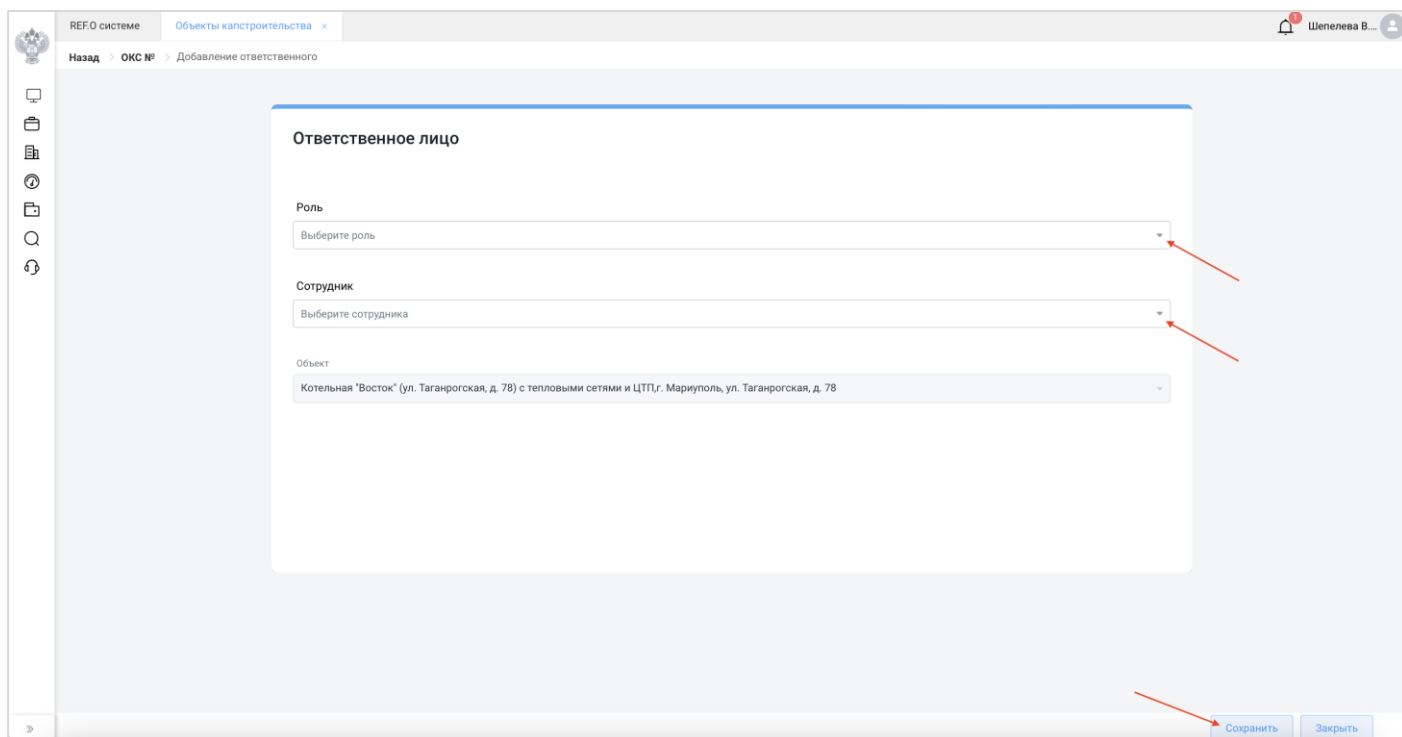 REF.О системе
Объекты капстроительства ×
1
Шепелева В....
Назад > ОКС № > Добавление ответственного
Ответственное лицо
Роль
Выберите роль
Сотрудник
Выберите сотрудника
Объект
Котельная "Восток" (ул. Таганрогская, д. 78) с тепловыми сетями и ЦТП,г. Мариуполь, ул. Таганрогская, д. 78
Сохранить
Закрыть